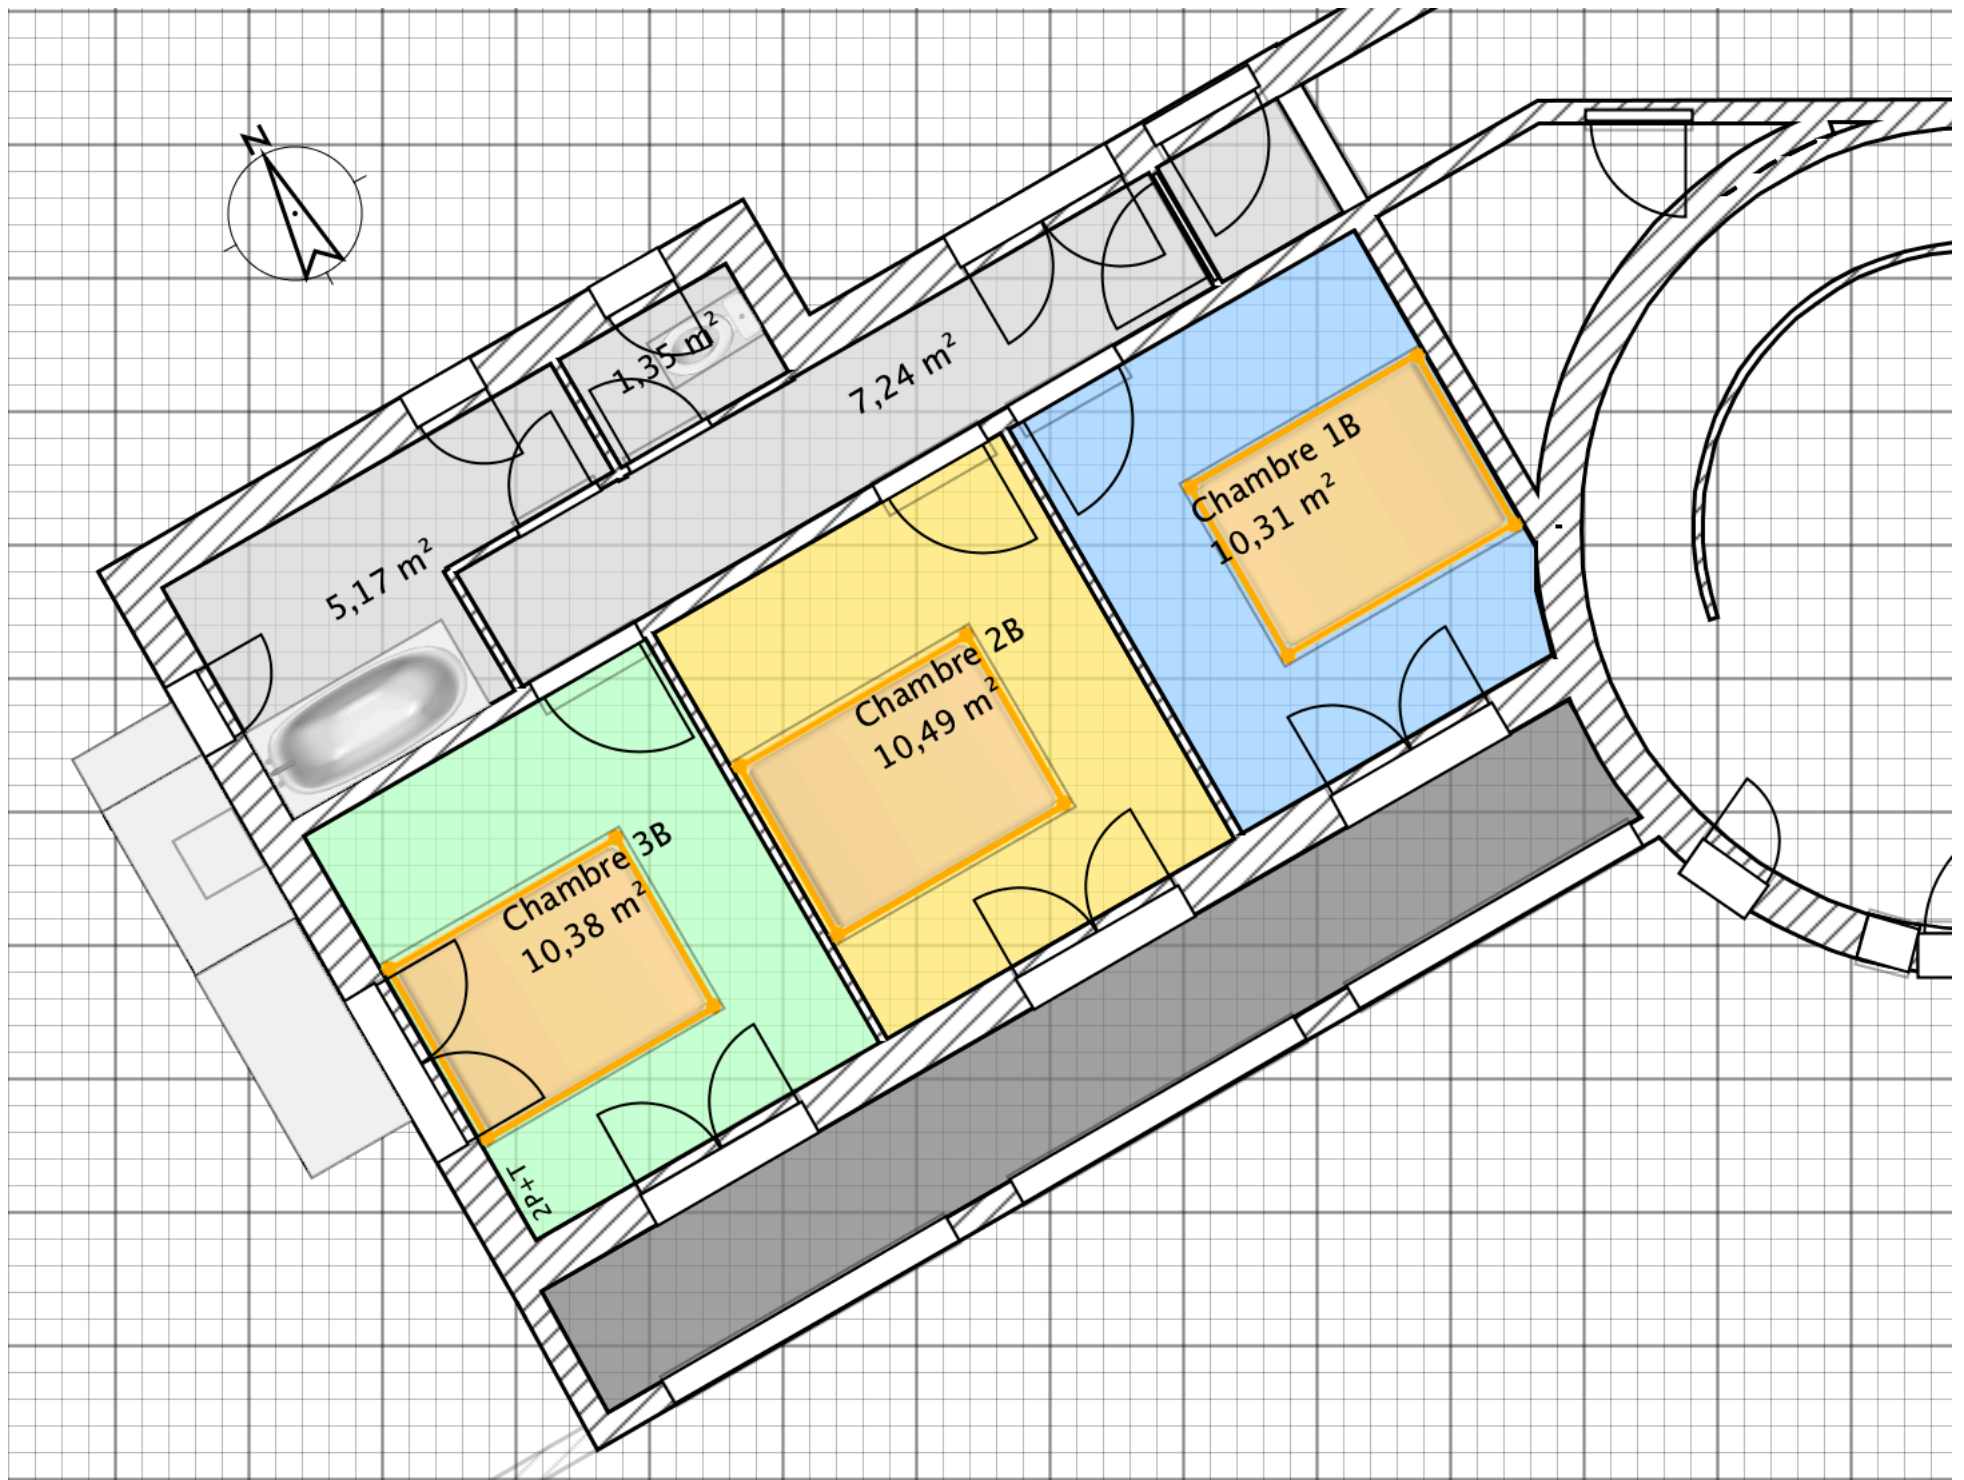 N
1,35 m²
7,24 m²
Chambre 1B
10,31 m²
5,17 m²
Chambre 2B
10,49 m²
Chambre 3B
10,38 m²
2P+T